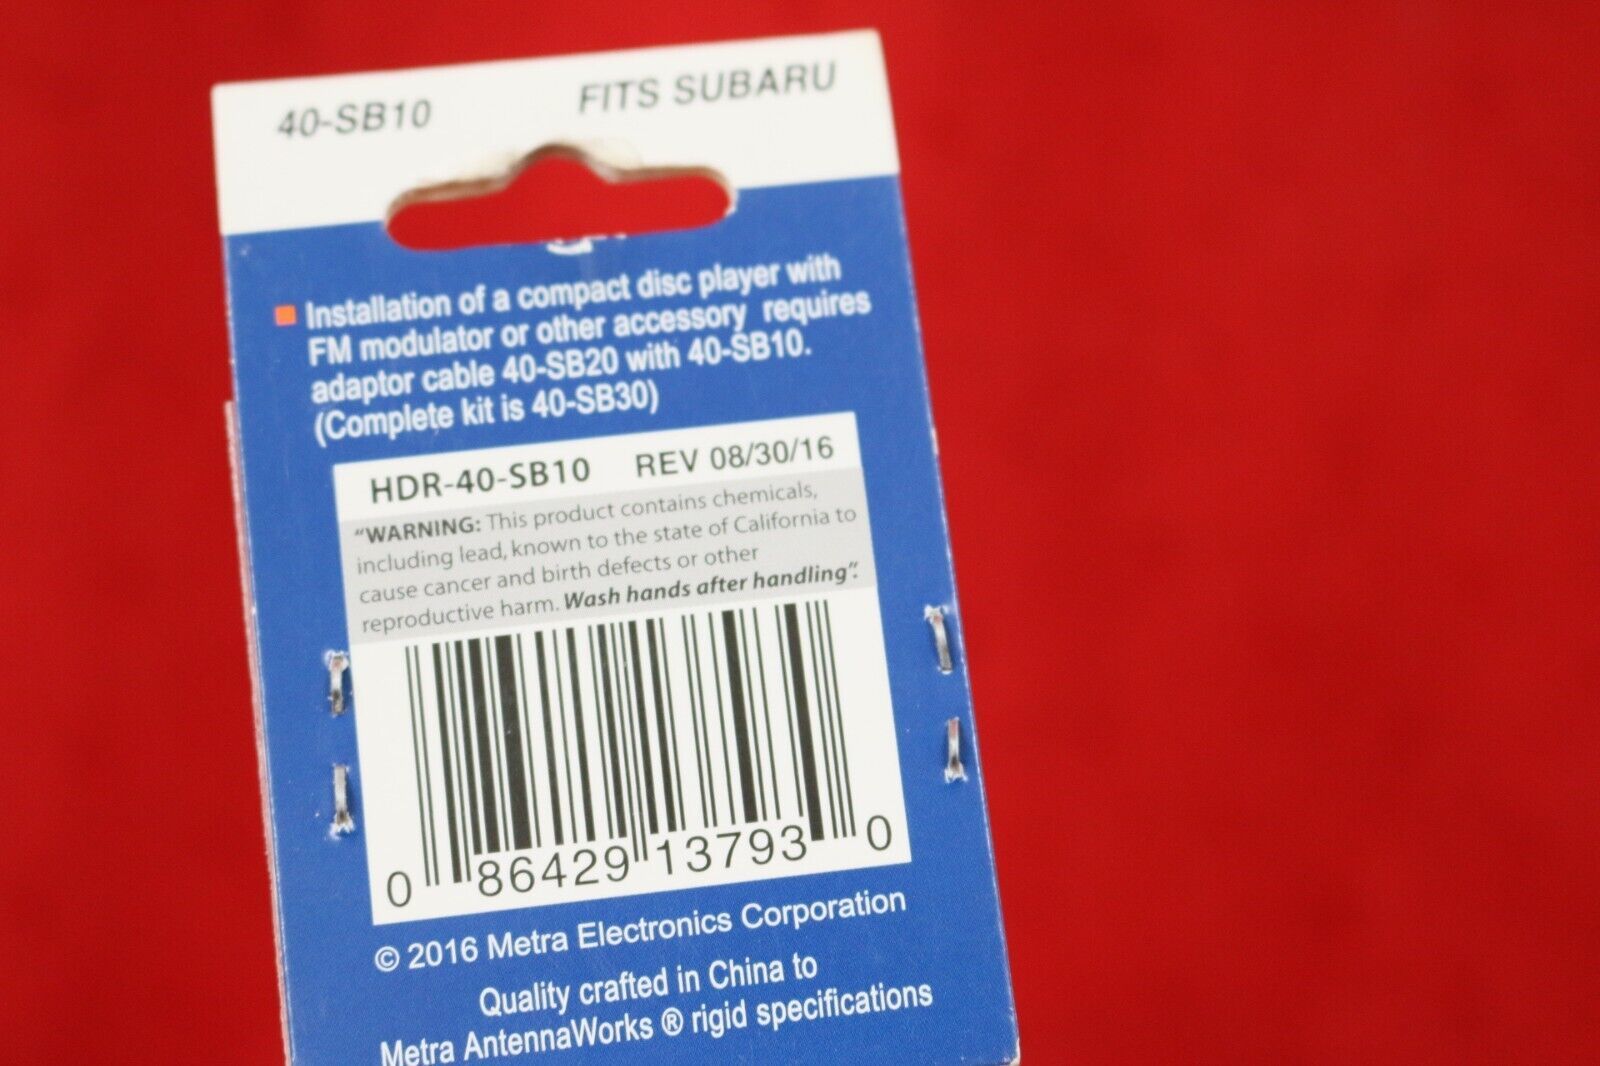 40-SB10 FITS SUBARU
Installation of a compact disc player with
FM modulator or other accessory requires
adaptor cable 40-SB20 with 40-SB10.
(Complete kit is 40-SB30)
HDR-40-SB10 REV 08/30/16
"WARNING: This product contains chemicals,
including lead, known to the state of California to
cause cancer and birth defects or other
reproductive harm. Wash hands after handling".
0 86429 13793 0
© 2016 Metra Electronics Corporation
Quality crafted in China to
Metra AntennaWorks ® rigid specifications